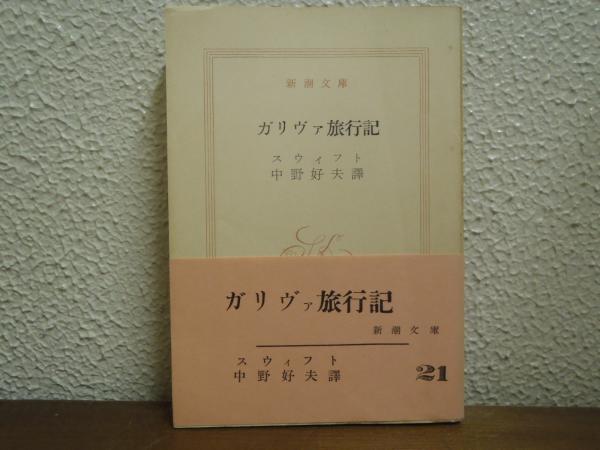 新潮文庫
ガリヴァ旅行記
スウィフト
中野好夫譯
ガリヴァ旅行記
新潮文庫
スウィフト
中野好夫譯
21